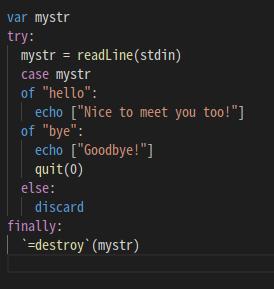 var mystr
try:
  mystr = readLine(stdin)
  case mystr
  of "hello":
    echo ["Nice to meet you too!"]
  of "bye":
    echo ["Goodbye!"]
    quit(0)
  else:
    discard
finally:
  `=destroy`(mystr)